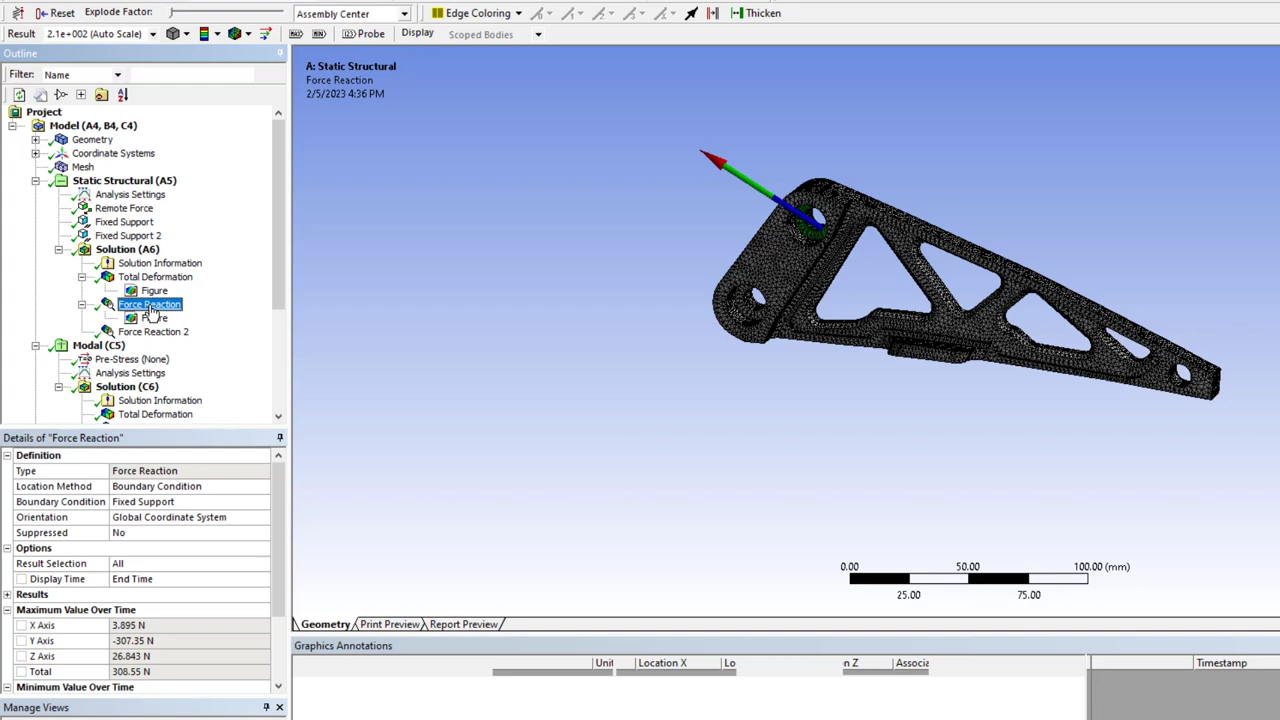 Reset Explode Factor: Assembly Center Edge Coloring Thicken
Result 2.1e+002 (Auto Scale) Probe Display Scoped Bodies
Outline
Filter: Name
Project
Model (A4, B4, C4)
Geometry
Coordinate Systems
Mesh
Static Structural (A5)
Analysis Settings
Remote Force
Fixed Support
Fixed Support 2
Solution (A6)
Solution Information
Total Deformation
Figure
Force Reaction
Force Reaction 2
Modal (C5)
Pre-Stress (None)
Analysis Settings
Solution (C6)
Solution Information
Total Deformation
Details of "Force Reaction"
Definition
Type Force Reaction
Location Method Boundary Condition
Boundary Condition Fixed Support
Orientation Global Coordinate System
Suppressed No
Options
Result Selection All
Display Time End Time
Results
Maximum Value Over Time
X Axis 3.895 N
Y Axis -307.35 N
Z Axis 26.843 N
Total 308.55 N
Minimum Value Over Time
Manage Views
A: Static Structural
Force Reaction
2/5/2023 4:36 PM
0.00 50.00 100.00 (mm)
25.00 75.00
Geometry Print Preview Report Preview
Graphics Annotations
Unit Location X Lo n Z Associa Timestamp